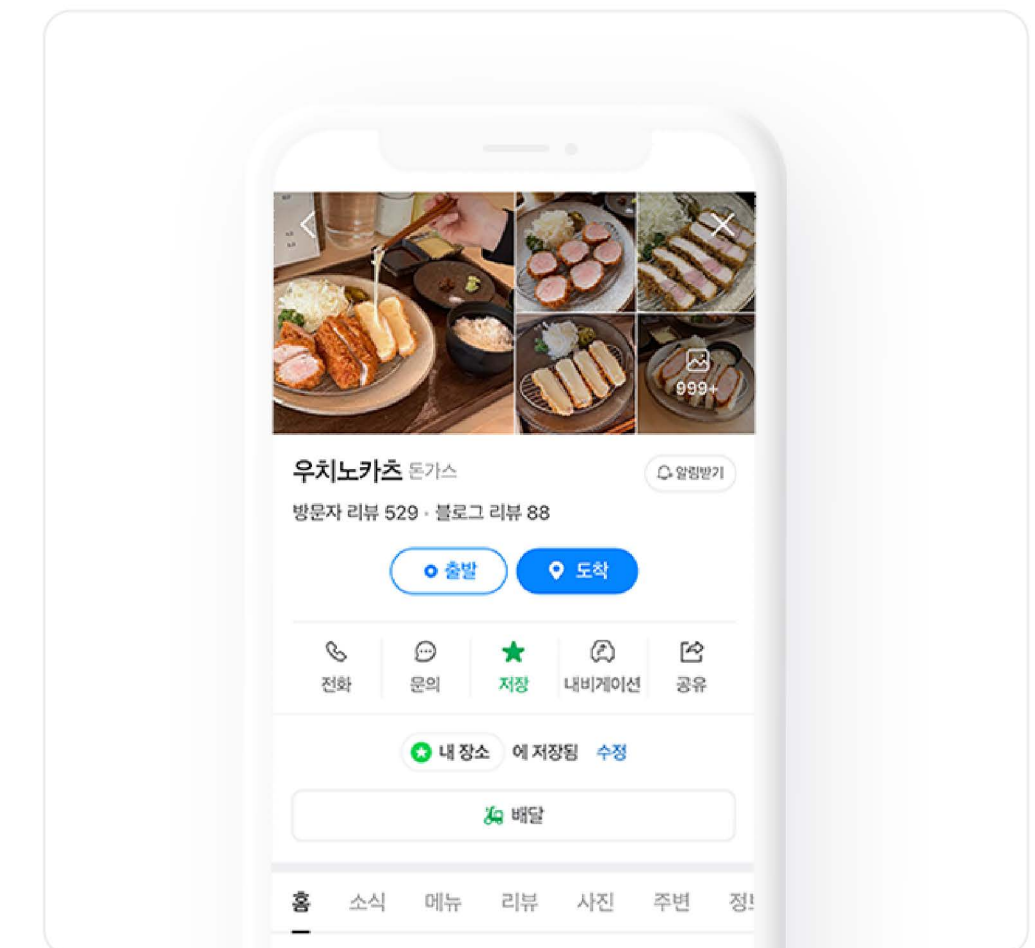 999+
우치노카츠 돈가스
알림받기
방문자 리뷰 529 · 블로그 리뷰 88
출발 도착
전화 문의 저장 내비게이션 공유
내 장소 에 저장됨 수정
배달
홈 소식 메뉴 리뷰 사진 주변